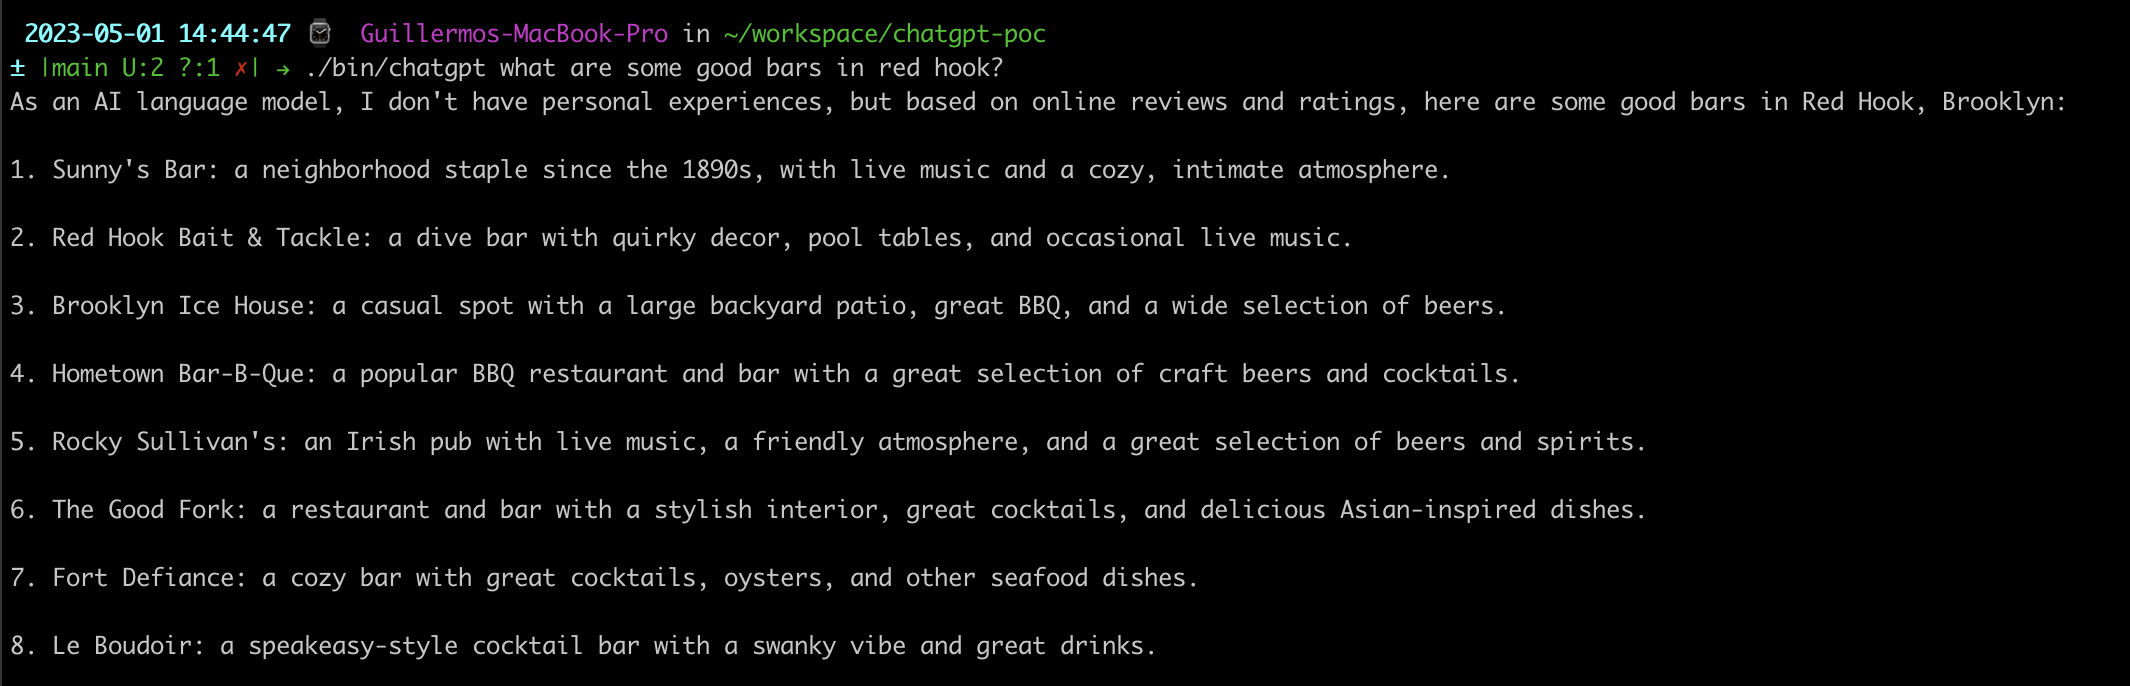 2023-05-01 14:44:47 ⌚ Guillermos-MacBook-Pro in ~/workspace/chatgpt-poc
± |main U:2 ?:1 ✗| → ./bin/chatgpt what are some good bars in red hook?
As an AI language model, I don't have personal experiences, but based on online reviews and ratings, here are some good bars in Red Hook, Brooklyn:
1. Sunny's Bar: a neighborhood staple since the 1890s, with live music and a cozy, intimate atmosphere.
2. Red Hook Bait & Tackle: a dive bar with quirky decor, pool tables, and occasional live music.
3. Brooklyn Ice House: a casual spot with a large backyard patio, great BBQ, and a wide selection of beers.
4. Hometown Bar-B-Que: a popular BBQ restaurant and bar with a great selection of craft beers and cocktails.
5. Rocky Sullivan's: an Irish pub with live music, a friendly atmosphere, and a great selection of beers and spirits.
6. The Good Fork: a restaurant and bar with a stylish interior, great cocktails, and delicious Asian-inspired dishes.
7. Fort Defiance: a cozy bar with great cocktails, oysters, and other seafood dishes.
8. Le Boudoir: a speakeasy-style cocktail bar with a swanky vibe and great drinks.